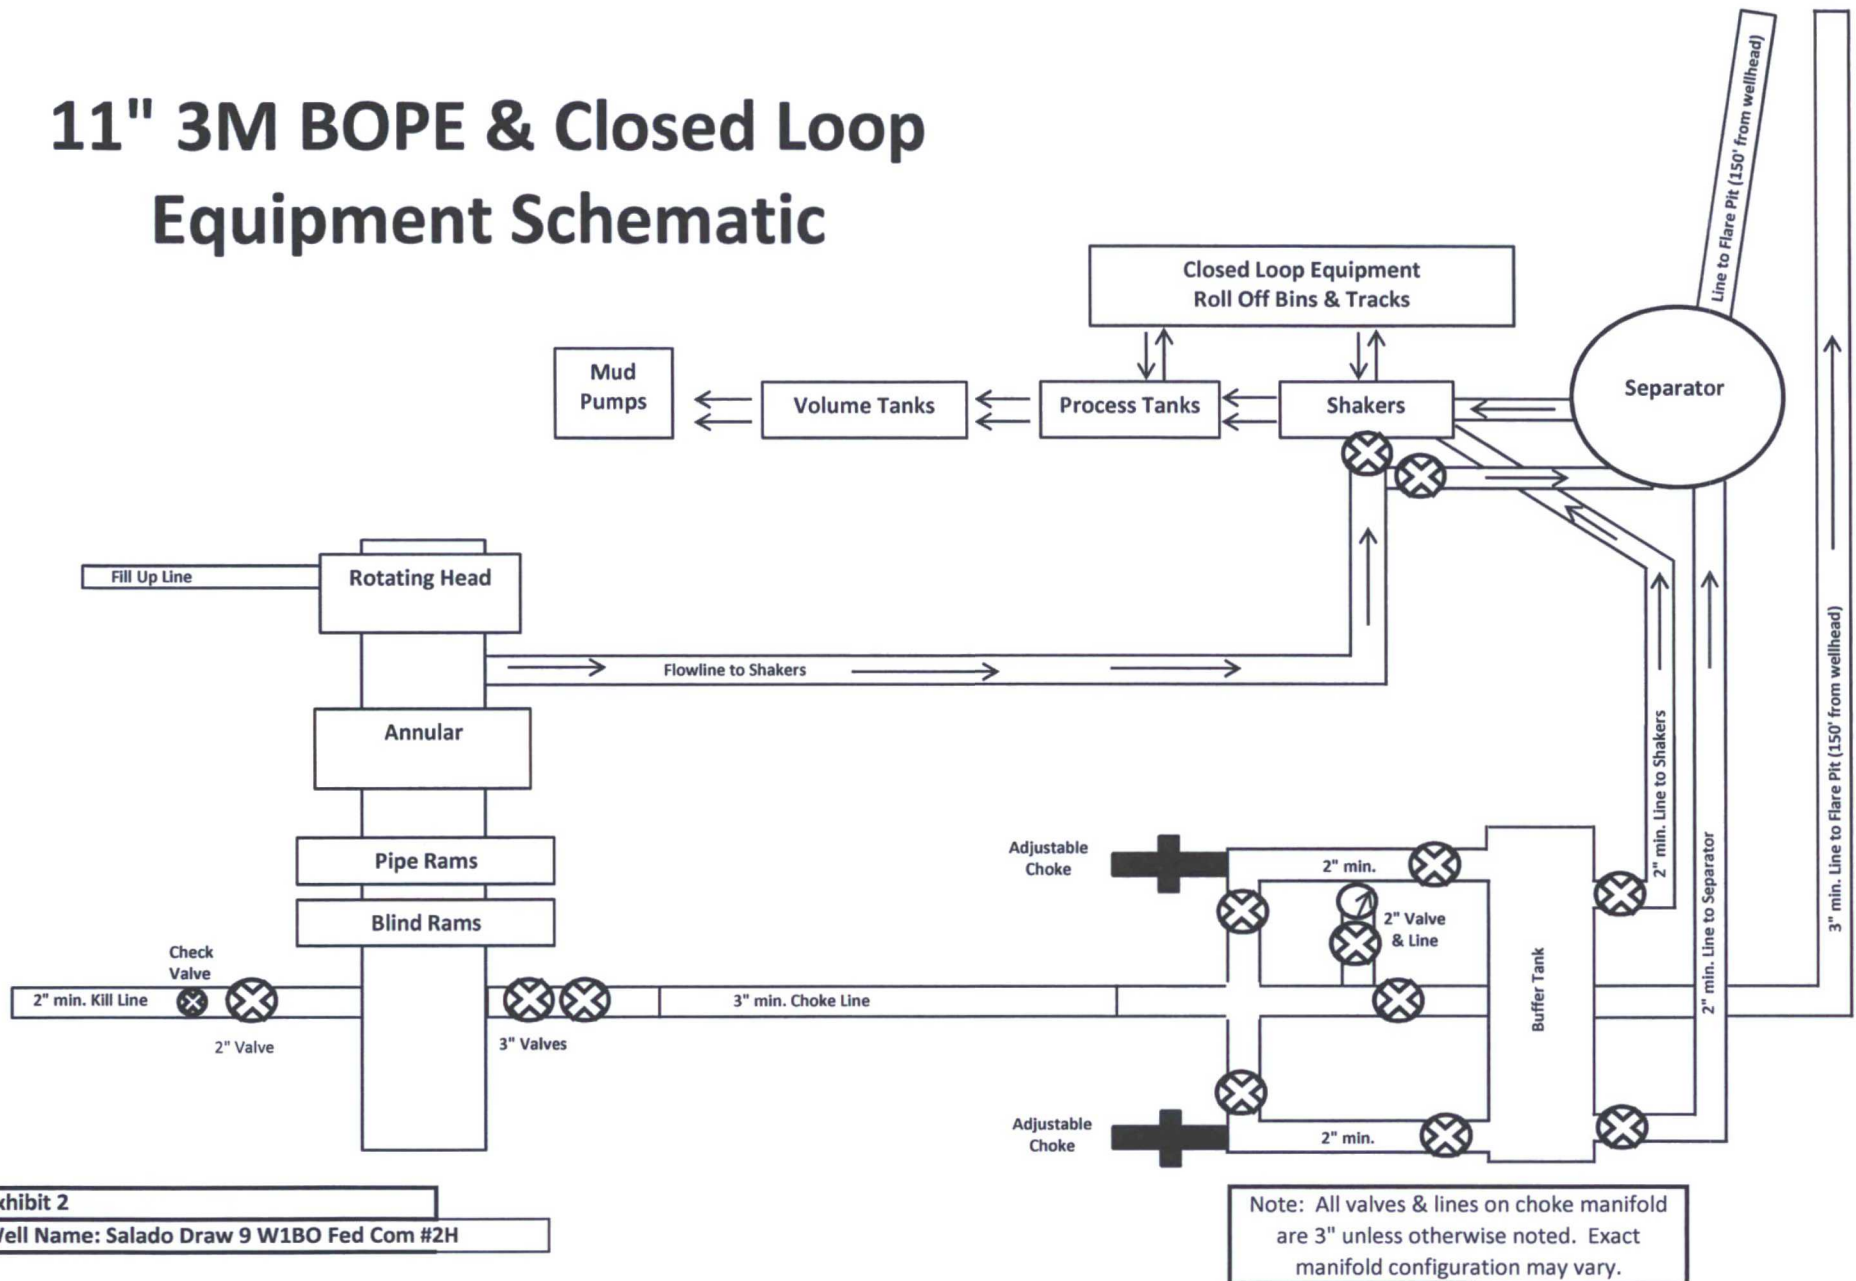 11" 3M BOPE & Closed Loop
Equipment Schematic
Line to Flare Pit (150' from wellhead)
Closed Loop Equipment
Roll Off Bins & Tracks
Mud
Pumps
Volume Tanks
Process Tanks
Shakers
Separator
Fill Up Line
Rotating Head
Flowline to Shakers
Annular
Pipe Rams
Blind Rams
Check
Valve
2" min. Kill Line
2" Valve
3" Valves
3" min. Choke Line
Adjustable
Choke
2" min.
2" Valve
& Line
Buffer Tank
Adjustable
Choke
2" min.
2" min. Line to Shakers
2" min. Line to Separator
3" min. Line to Flare Pit (150' from wellhead)
xhibit 2
Vell Name: Salado Draw 9 W1BO Fed Com #2H
Note: All valves & lines on choke manifold
are 3" unless otherwise noted. Exact
manifold configuration may vary.